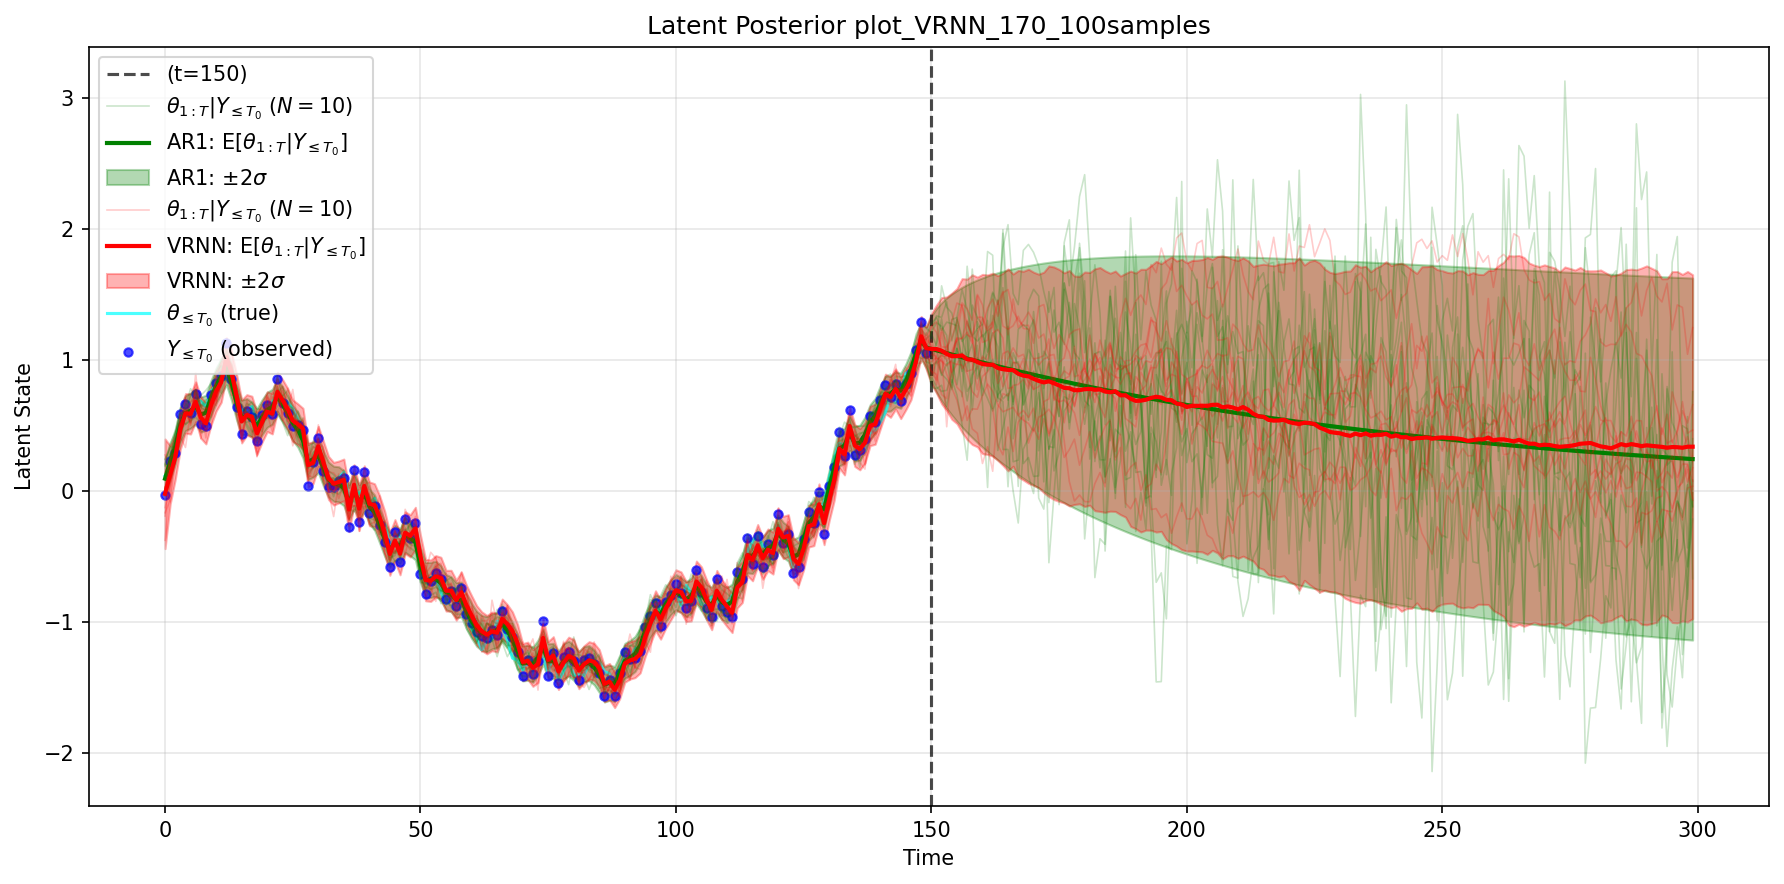 Latent Posterior plot_VRNN_170_100samples
(t=150)
θ₁:T|Y≤T₀ (N = 10)
AR1: E[θ₁:T|Y≤T₀]
AR1: ±2σ
θ₁:T|Y≤T₀ (N = 10)
VRNN: E[θ₁:T|Y≤T₀]
VRNN: ±2σ
θ≤T₀ (true)
Y≤T₀ (observed)
Latent State
3
2
1
0
−1
−2
0 50 100 150 200 250 300
Time